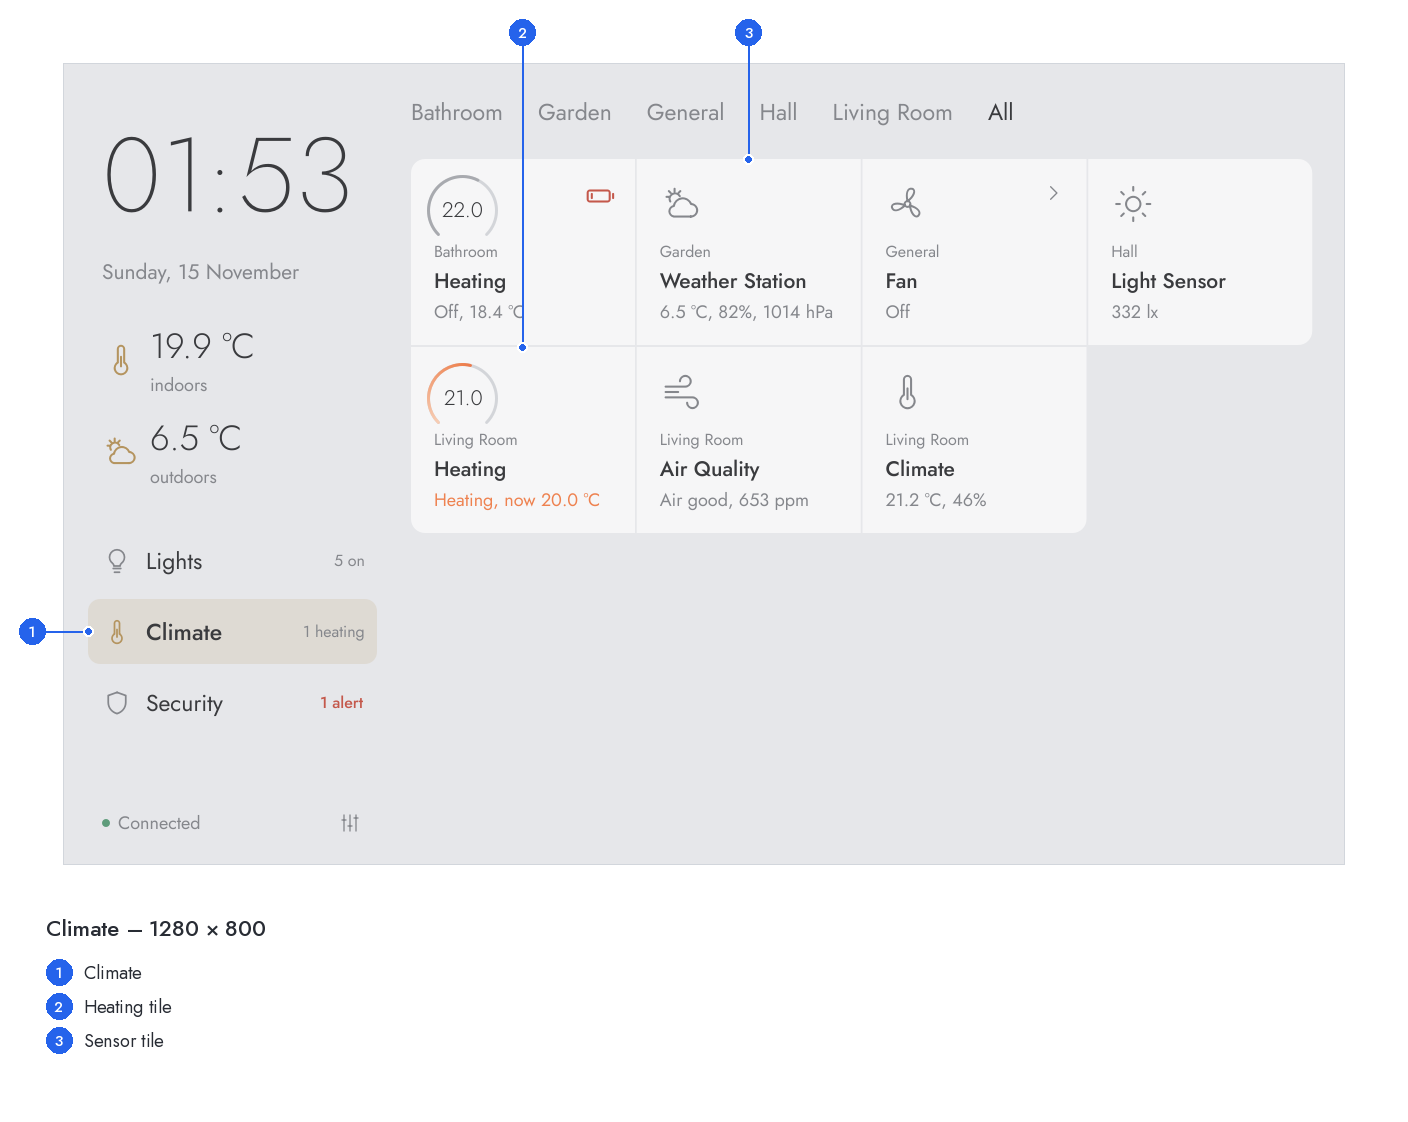 2
3
Bathroom Garden General Hall Living Room All
01:53
Sunday, 15 November
19.9 °C
indoors
6.5 °C
outdoors
Lights 5 on
1
Climate 1 heating
Security 1 alert
Connected
22.0
Bathroom
Heating
Off, 18.4 °C
Garden
Weather Station
6.5 °C, 82%, 1014 hPa
General
Fan
Off
Hall
Light Sensor
332 lx
21.0
Living Room
Heating
Heating, now 20.0 °C
Living Room
Air Quality
Air good, 653 ppm
Living Room
Climate
21.2 °C, 46%
Climate – 1280 × 800
1 Climate
2 Heating tile
3 Sensor tile